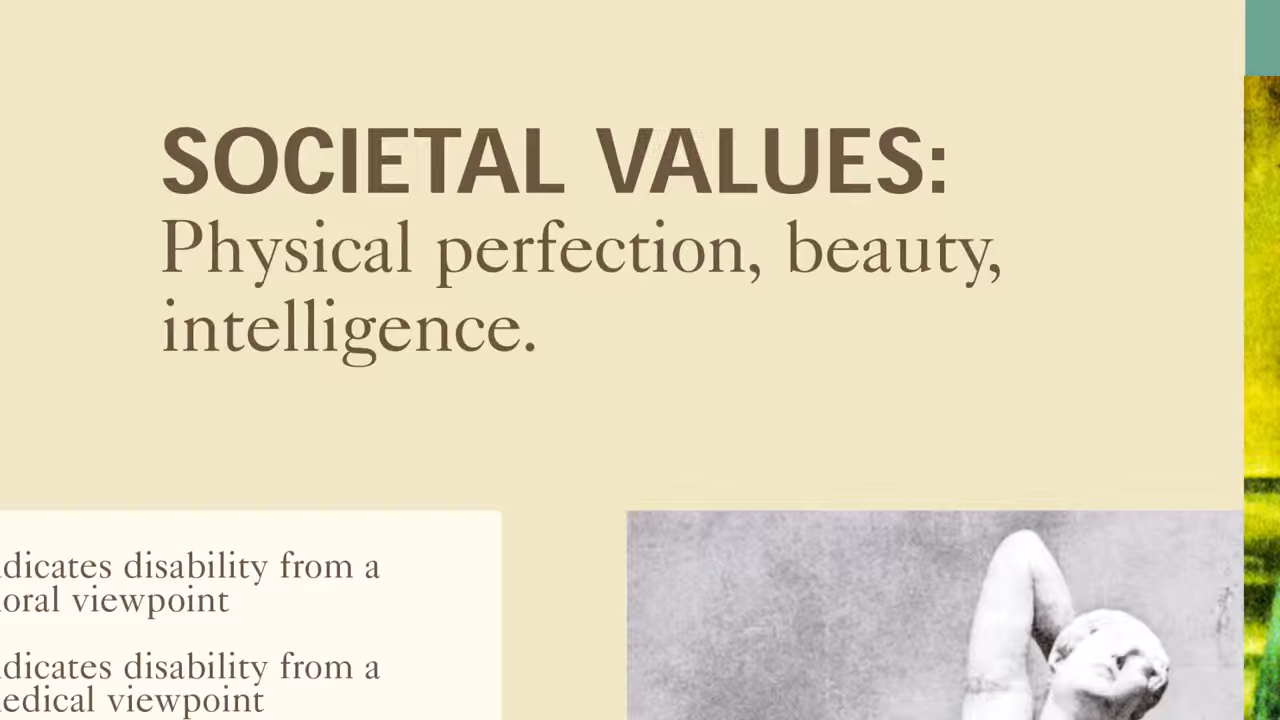 SOCIETAL VALUES:
Physical perfection, beauty,
intelligence.
dicates disability from a
oral viewpoint
dicates disability from a
edical viewpoint